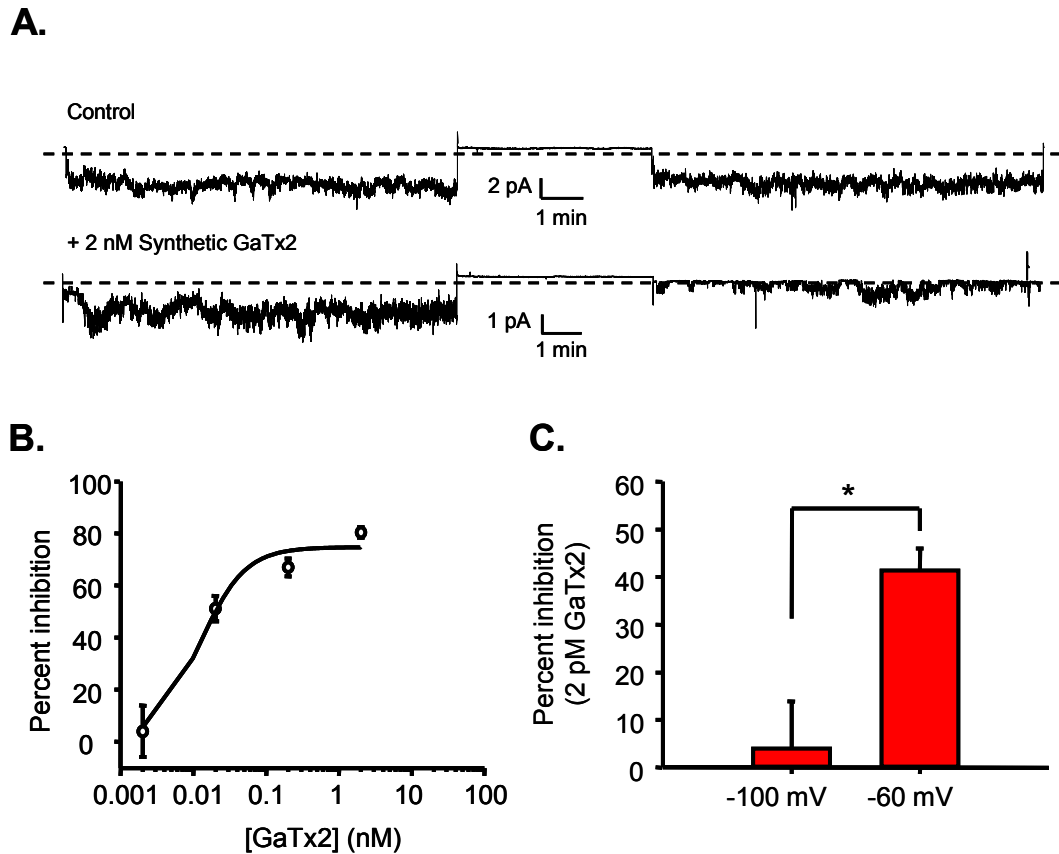 A.
Control
2 pA
1 min
+ 2 nM Synthetic GaTx2
1 pA
1 min
B.
Percent inhibition
100
80
60
40
20
0
0.001 0.01 0.1 1 10 100
[GaTx2] (nM)
C.
Percent inhibition
(2 pM GaTx2)
60
50
40
30
20
10
0
*
-100 mV -60 mV